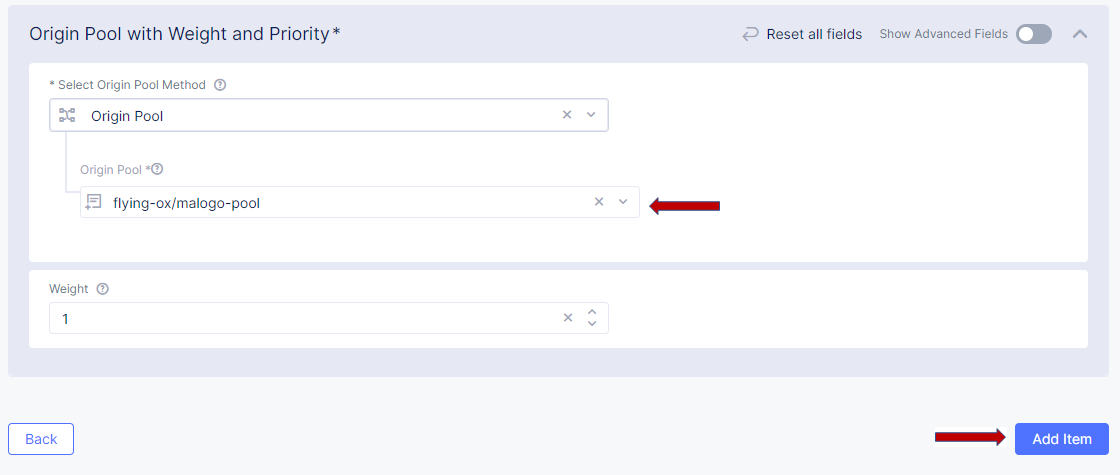 Origin Pool with Weight and Priority*
Reset all fields
Show Advanced Fields
* Select Origin Pool Method
Origin Pool
Origin Pool *
flying-ox/malogo-pool
Weight
1
Back
Add Item